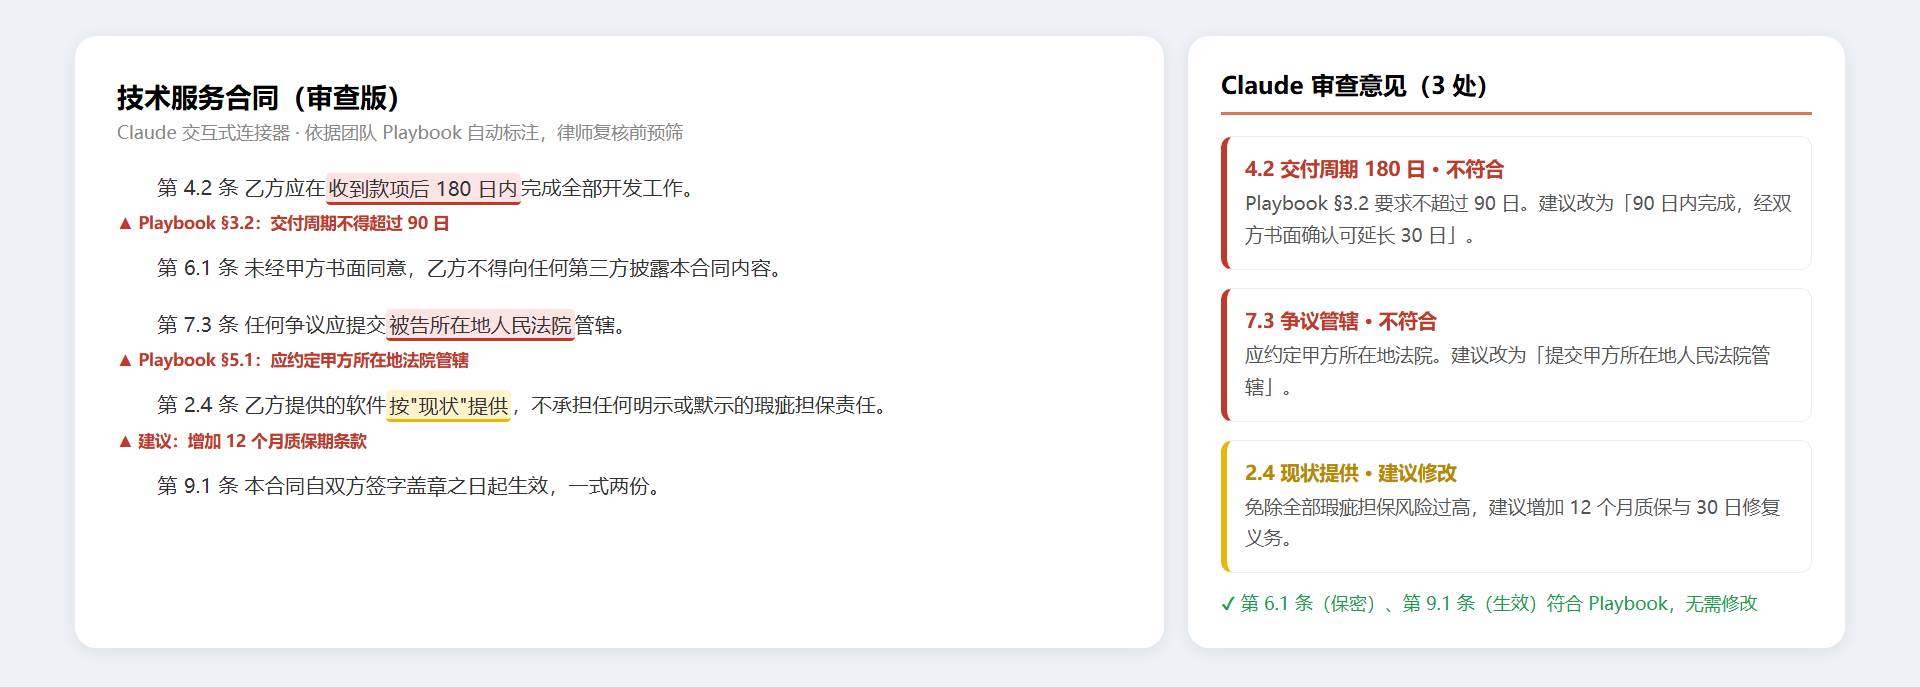 技术服务合同（审查版）
Claude 交互式连接器 · 依据团队 Playbook 自动标注，律师复核前预筛
第 4.2 条 乙方应在收到款项后 180 日内完成全部开发工作。
▲ Playbook §3.2：交付周期不得超过 90 日
第 6.1 条 未经甲方书面同意，乙方不得向任何第三方披露本合同内容。
第 7.3 条 任何争议应提交被告所在地人民法院管辖。
▲ Playbook §5.1：应约定甲方所在地法院管辖
第 2.4 条 乙方提供的软件按"现状"提供，不承担任何明示或默示的瑕疵担保责任。
▲ 建议：增加 12 个月质保期条款
第 9.1 条 本合同自双方签字盖章之日起生效，一式两份。
Claude 审查意见（3 处）
4.2 交付周期 180 日 • 不符合
Playbook §3.2 要求不超过 90 日。建议改为「90 日内完成，经双
方书面确认可延长 30 日」。
7.3 争议管辖 • 不符合
应约定甲方所在地法院。建议改为「提交甲方所在地人民法院管
辖」。
2.4 现状提供 • 建议修改
免除全部瑕疵担保风险过高，建议增加 12 个月质保与 30 日修复
义务。
✓ 第 6.1 条（保密）、第 9.1 条（生效）符合 Playbook，无需修改